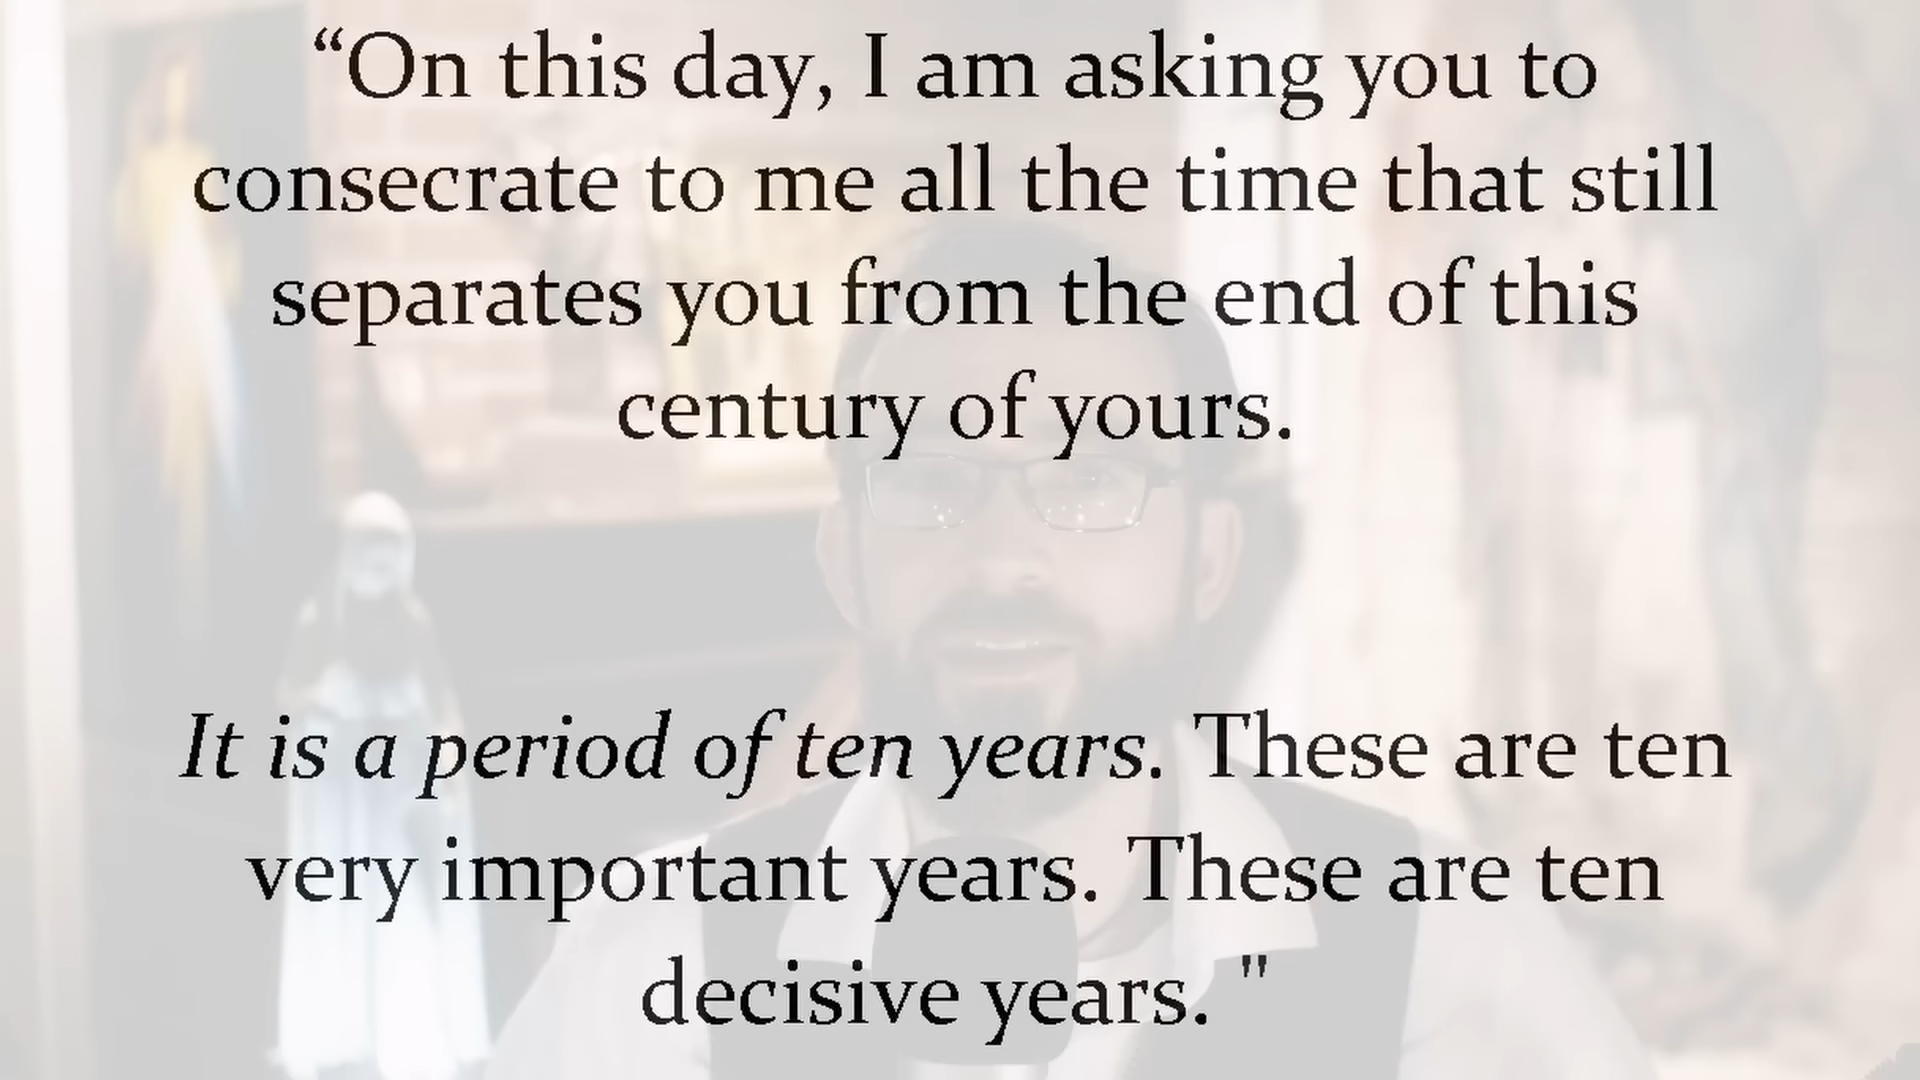 “On this day, I am asking you to
consecrate to me all the time that still
separates you from the end of this
century of yours.
It is a period of ten years. These are ten
very important years. These are ten
decisive years. "